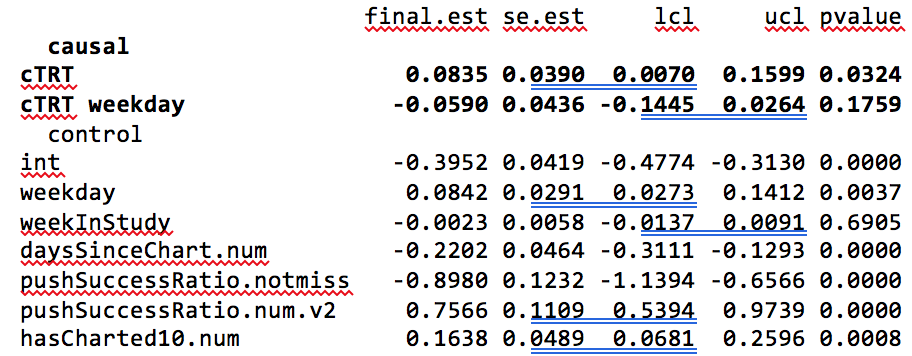 final.est se.est lcl ucl pvalue
causal
cTRT 0.0835 0.0390 0.0070 0.1599 0.0324
cTRT weekday -0.0590 0.0436 -0.1445 0.0264 0.1759
control
int -0.3952 0.0419 -0.4774 -0.3130 0.0000
weekday 0.0842 0.0291 0.0273 0.1412 0.0037
weekInStudy -0.0023 0.0058 -0.0137 0.0091 0.6905
daysSinceChart.num -0.2202 0.0464 -0.3111 -0.1293 0.0000
pushSuccessRatio.notmiss -0.8980 0.1232 -1.1394 -0.6566 0.0000
pushSuccessRatio.num.v2 0.7566 0.1109 0.5394 0.9739 0.0000
hasCharted10.num 0.1638 0.0489 0.0681 0.2596 0.0008